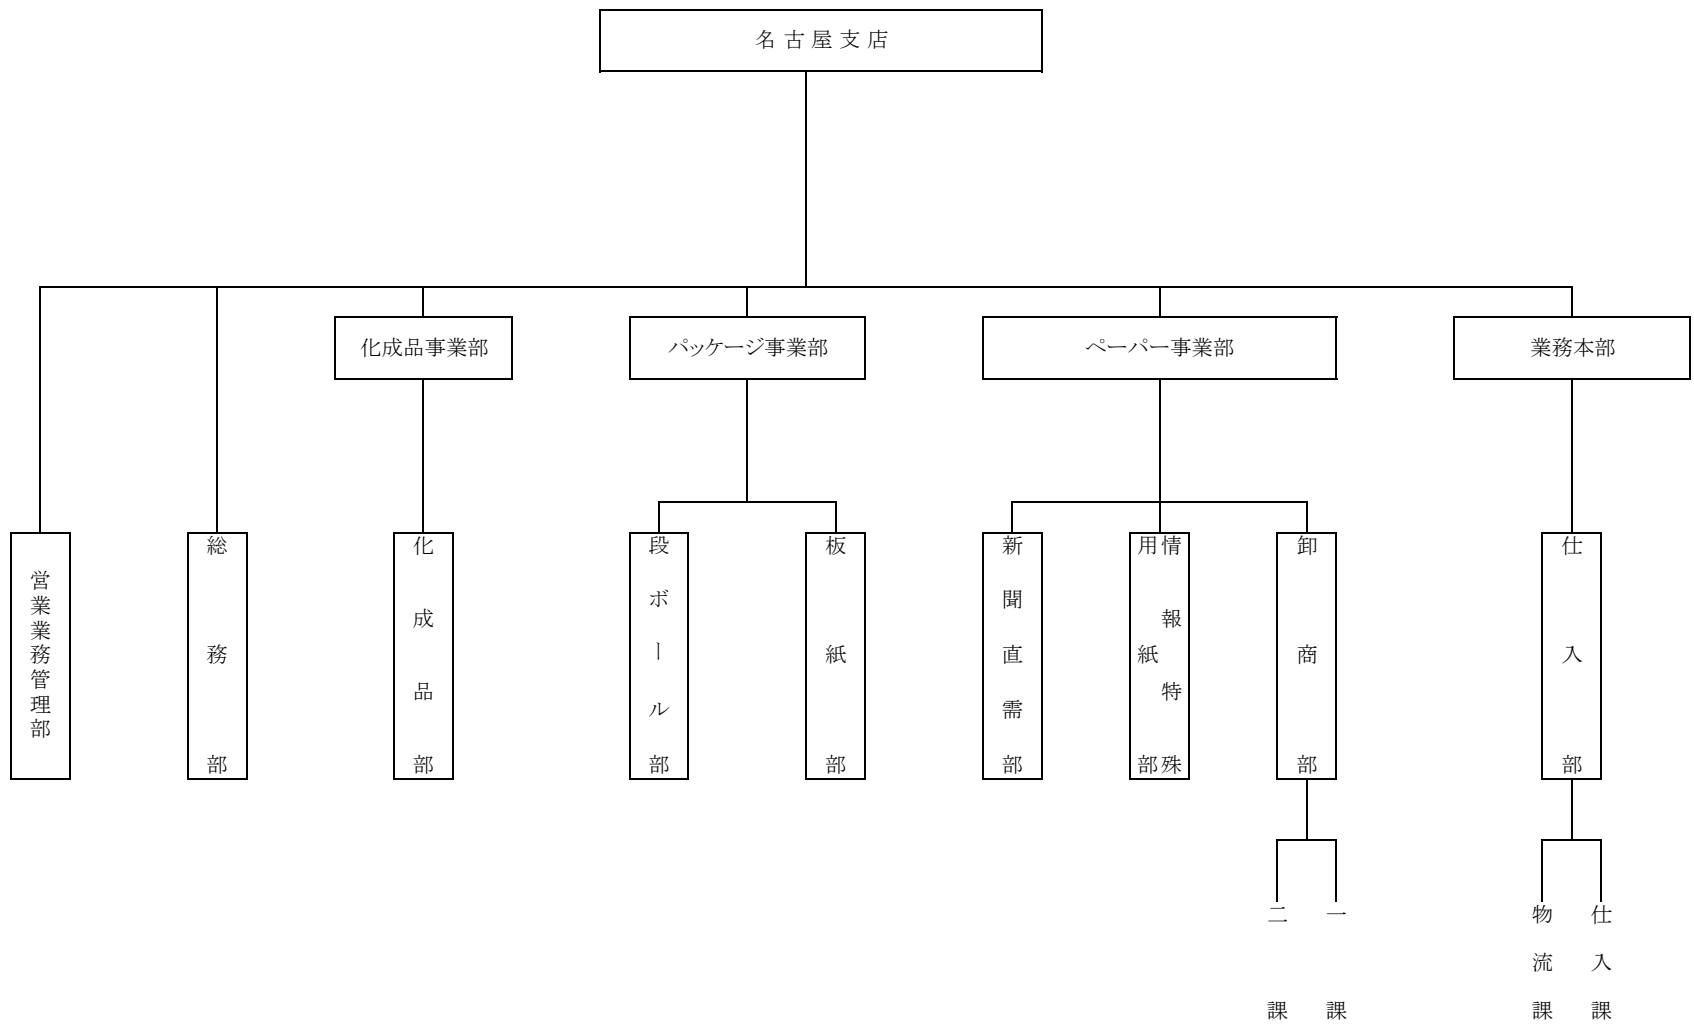 名古屋支店
化成品事業部
パッケージ事業部
ペーパー事業部
業務本部
営業業務管理部
総務部
化成品部
段ボール部
板紙部
新聞直需部
情報特殊
用紙部
卸商部
仕入部
二課
一課
物流課
仕入課